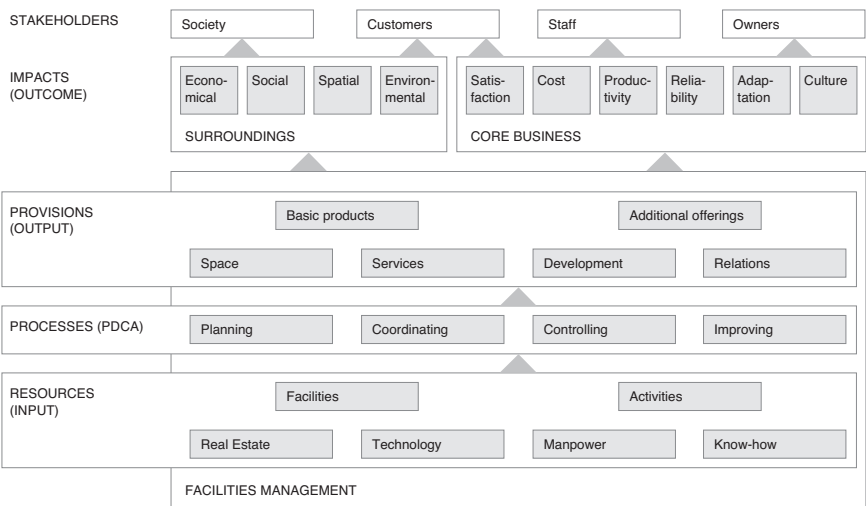 STAKEHOLDERS
Society
Customers
Staff
Owners
IMPACTS
(OUTCOME)
Econo-
mical
Social
Spatial
Environ-
mental
Satis-
faction
Cost
Produc-
tivity
Relia-
bility
Adap-
tation
Culture
SURROUNDINGS
CORE BUSINESS
PROVISIONS
(OUTPUT)
Basic products
Additional offerings
Space
Services
Development
Relations
PROCESSES (PDCA)
Planning
Coordinating
Controlling
Improving
RESOURCES
(INPUT)
Facilities
Activities
Real Estate
Technology
Manpower
Know-how
FACILITIES MANAGEMENT